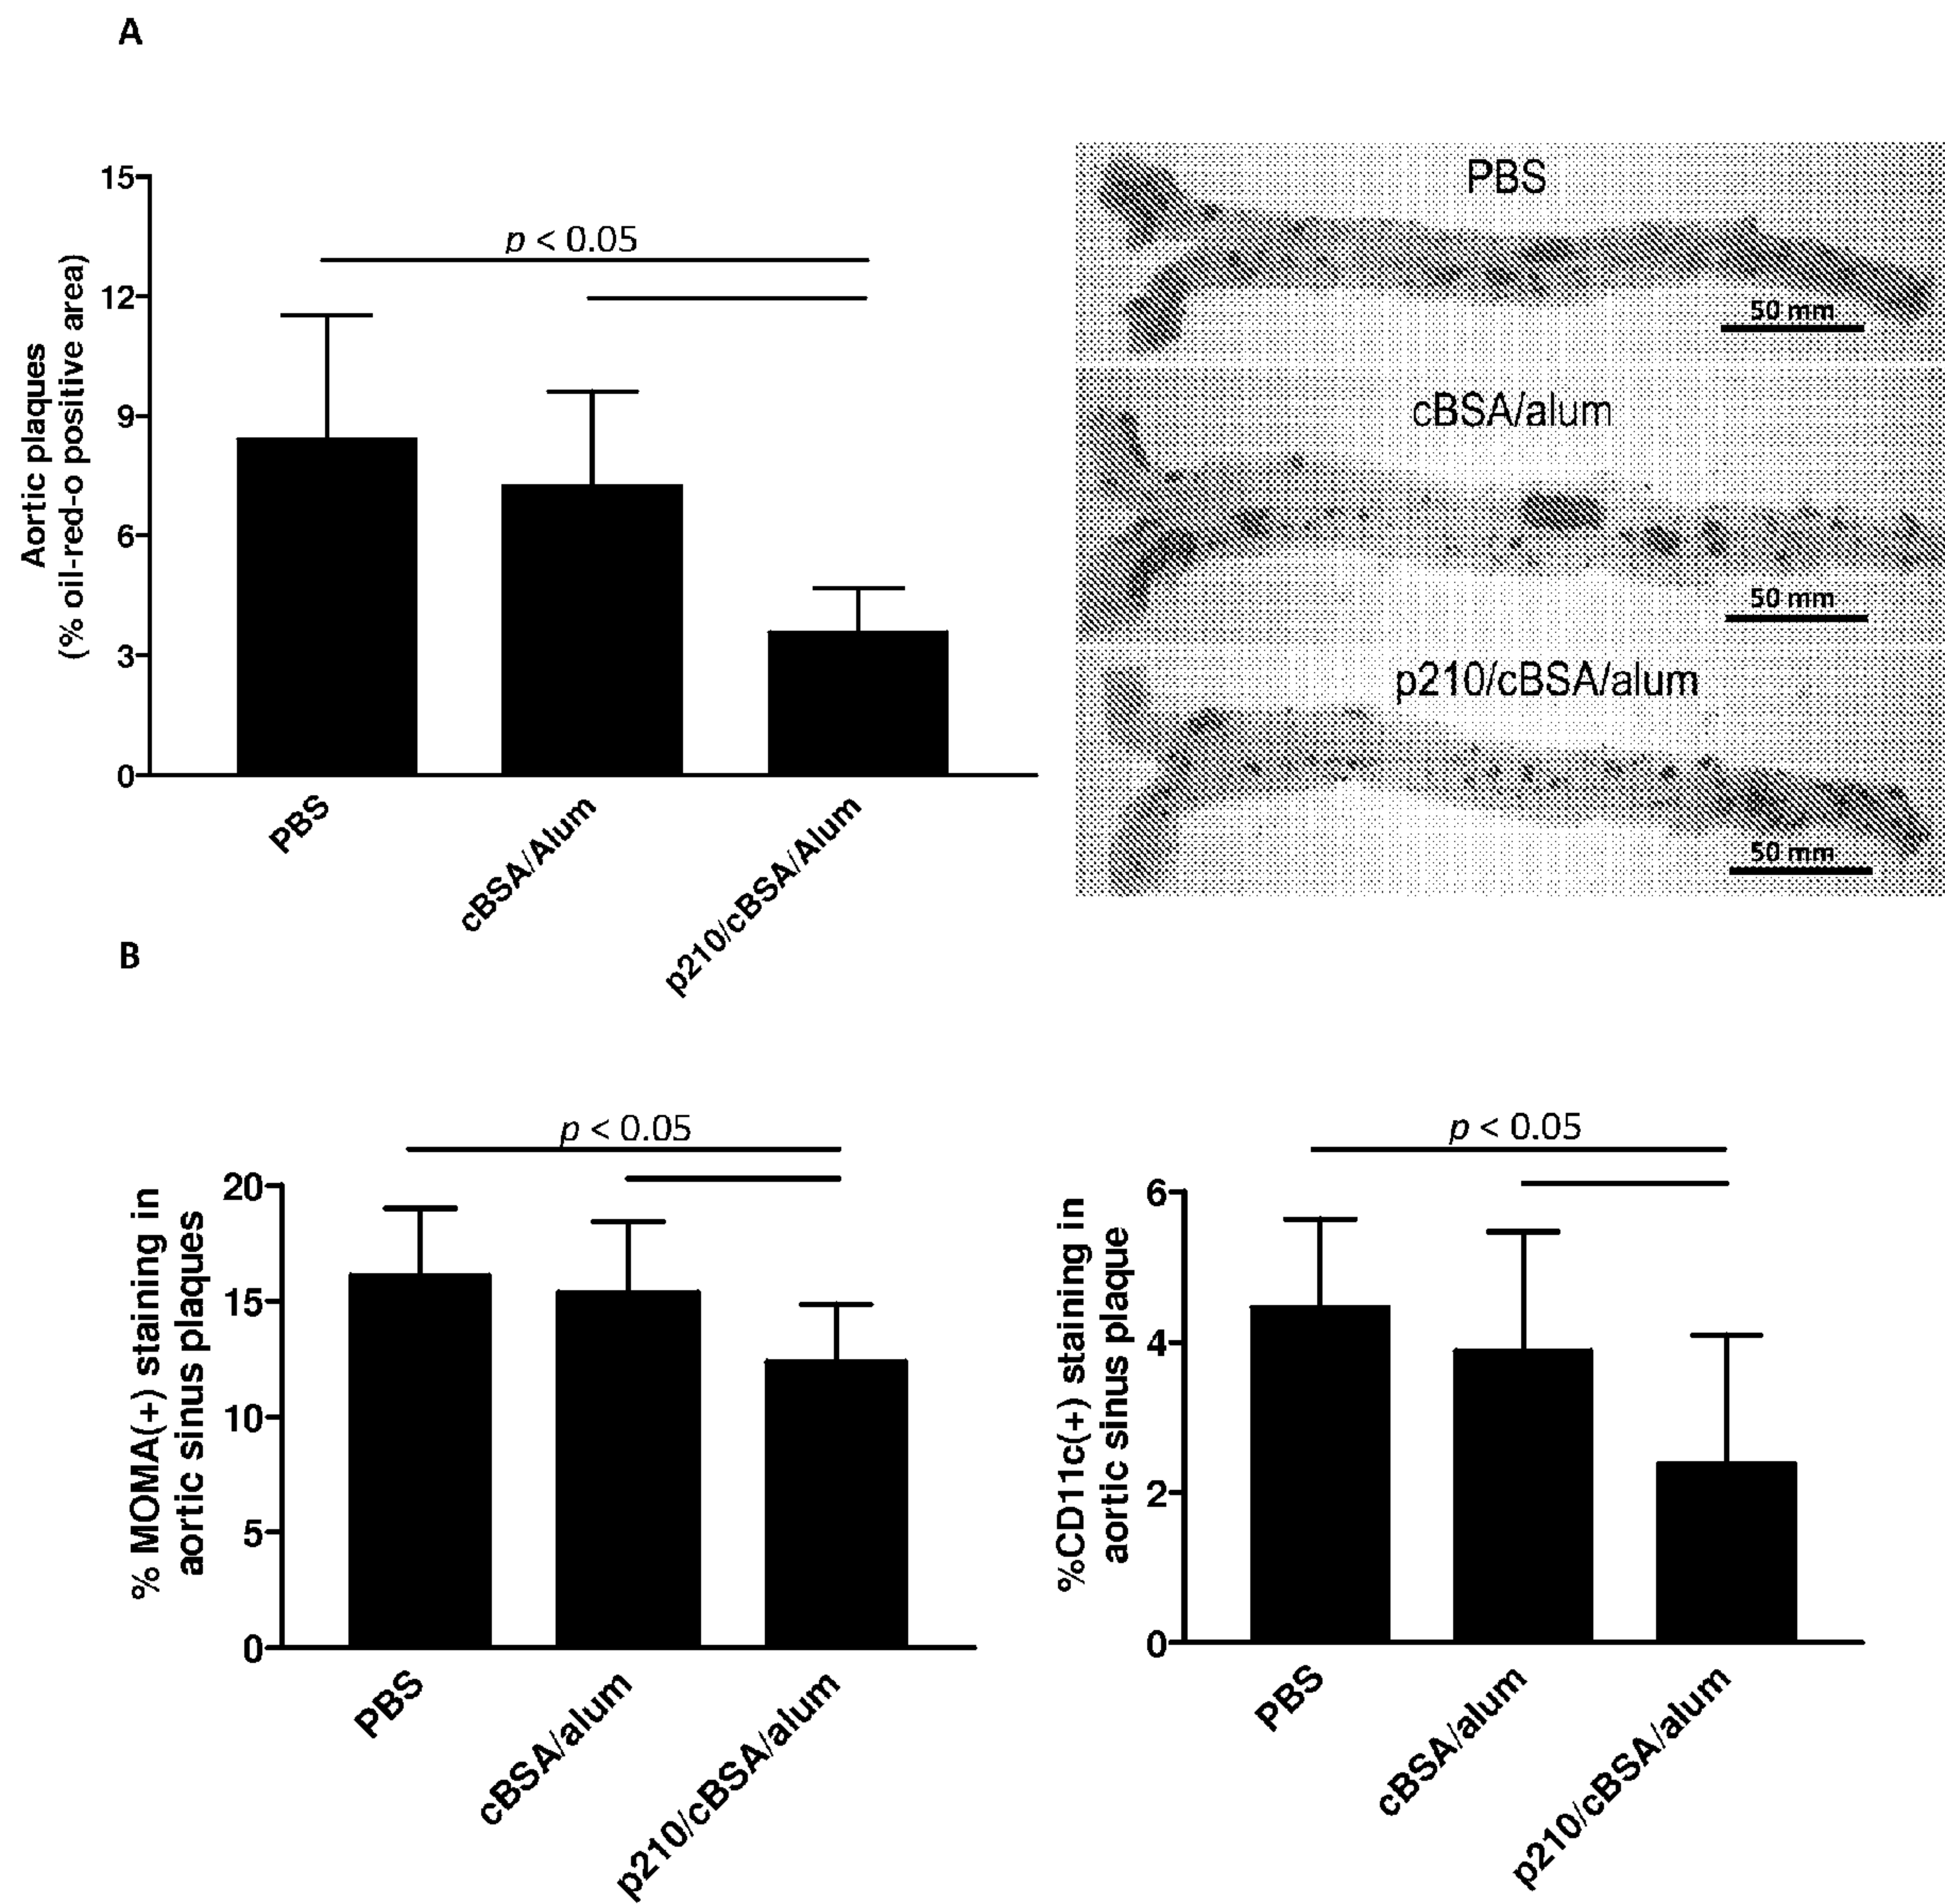 A
15
12
9
6
3
0
Aortic plaques
(% oil-red-o positive area)
p < 0.05
PBS
cBSA/Alum
p210/cBSA/Alum
PBS
50 mm
cBSA/alum
50 mm
p210/cBSA/alum
50 mm
B
20
15
10
5
0
% MOMA(+) staining in
aortic sinus plaques
p < 0.05
PBS
cBSA/alum
p210/cBSA/alum
6
4
2
0
%CD11c(+) staining in
aortic sinus plaque
p < 0.05
PBS
cBSA/alum
p210/cBSA/alum